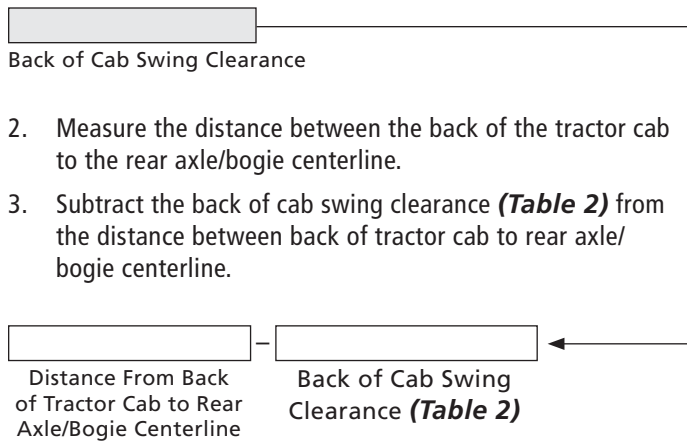 Back of Cab Swing Clearance
2. Measure the distance between the back of the tractor cab
to the rear axle/bogie centerline.
3. Subtract the back of cab swing clearance (Table 2) from
the distance between back of tractor cab to rear axle/
bogie centerline.
–
Distance From Back
of Tractor Cab to Rear
Axle/Bogie Centerline
Back of Cab Swing
Clearance (Table 2)